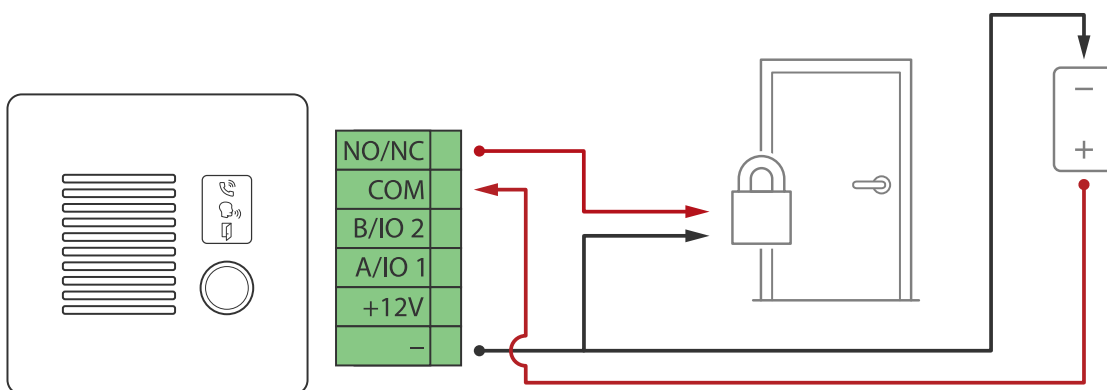 NO/NC
COM
B/IO 2
A/IO 1
+12V
–
–
+